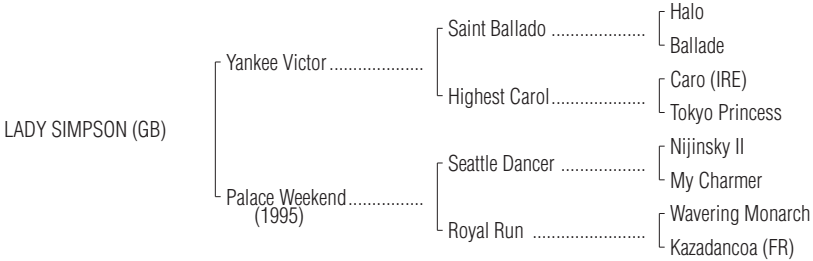 Halo
Saint Ballado ....................
Ballade
Yankee Victor ....................
Caro (IRE)
Highest Carol....................
Tokyo Princess
LADY SIMPSON (GB)
Nijinsky II
Seattle Dancer ..................
My Charmer
Palace Weekend................
(1995)
Wavering Monarch
Royal Run ........................
Kazadancoa (FR)